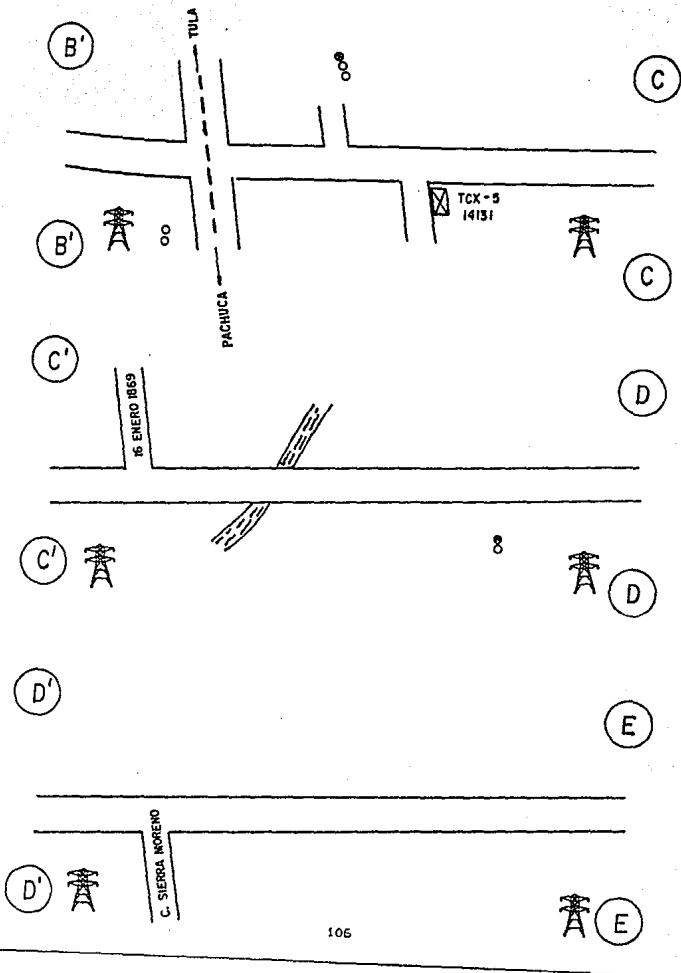 TULA
B'
C
TCX-5
14131
B'
C
PACHUCA
C'
16 ENERO 1869
D
C'
D
D'
E
C. SIERRA MORENO
D'
E
106